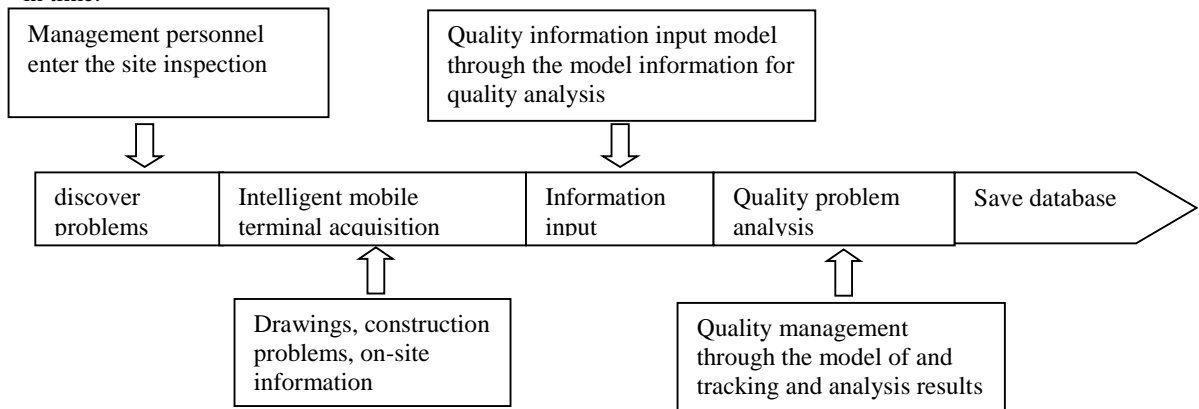 in time.
Management personnel
enter the site inspection
Quality information input model
through the model information for
quality analysis
discover
problems
Intelligent mobile
terminal acquisition
Information
input
Quality problem
analysis
Save database
Drawings, construction
problems, on-site
information
Quality management
through the model of and
tracking and analysis results